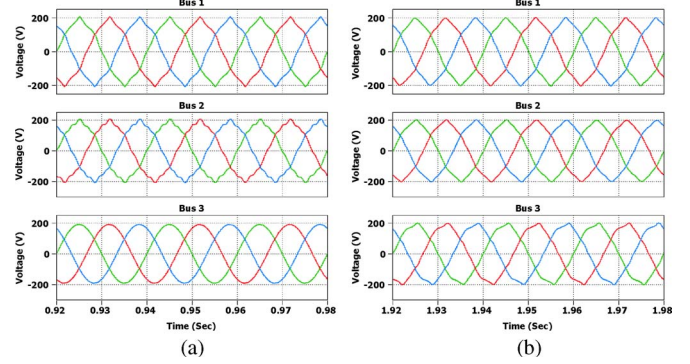 Bus 1
Voltage (V)
200
0
-200
Bus 2
Voltage (V)
200
0
-200
Bus 3
Voltage (V)
200
0
-200
0.92 0.93 0.94 0.95 0.96 0.97 0.98
Time (Sec)
(a)
Bus 1
Voltage (V)
200
0
-200
Bus 2
Voltage (V)
200
0
-200
Bus 3
Voltage (V)
200
0
-200
1.92 1.93 1.94 1.95 1.96 1.97 1.98
Time (Sec)
(b)